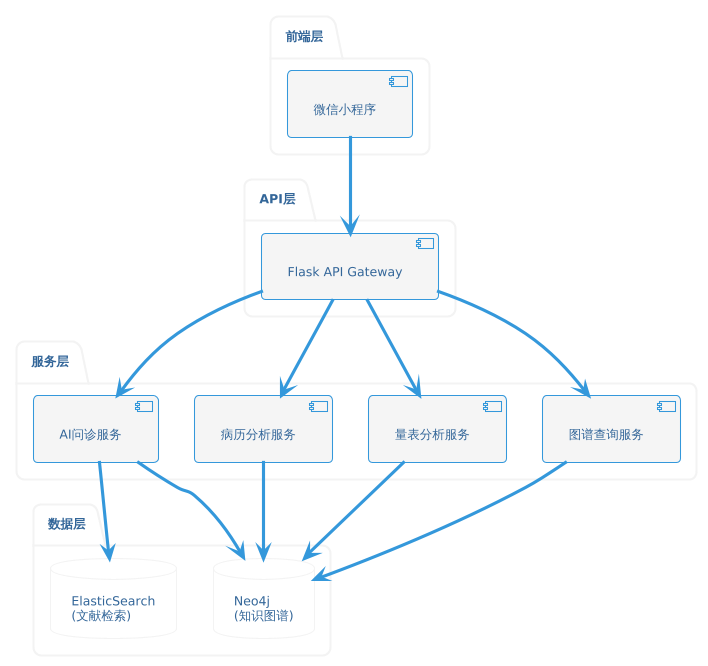 前端层
微信小程序
API层
Flask API Gateway
服务层
AI问诊服务
病历分析服务
量表分析服务
图谱查询服务
数据层
ElasticSearch
(文献检索)
Neo4j
(知识图谱)